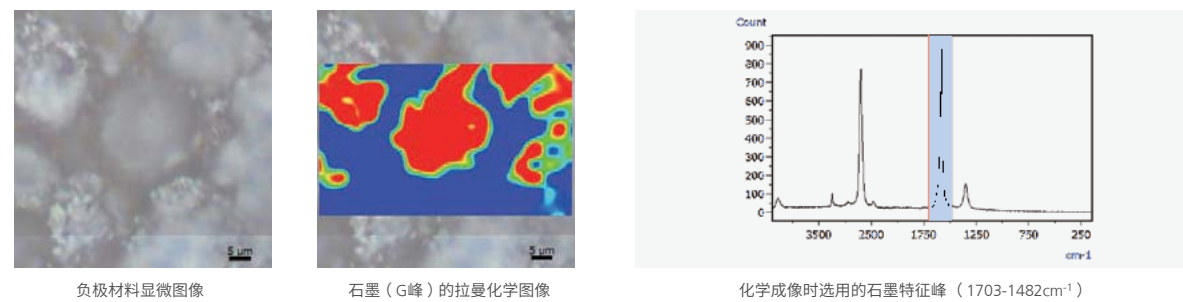 5 μm
5 μm
Count
900
800
700
600
500
400
300
200
100
0
3500
2500
1750
1250
750
250
cm-1
负极材料显微图像
石墨（G峰）的拉曼化学图像
化学成像时选用的石墨特征峰（1703-1482cm⁻¹）